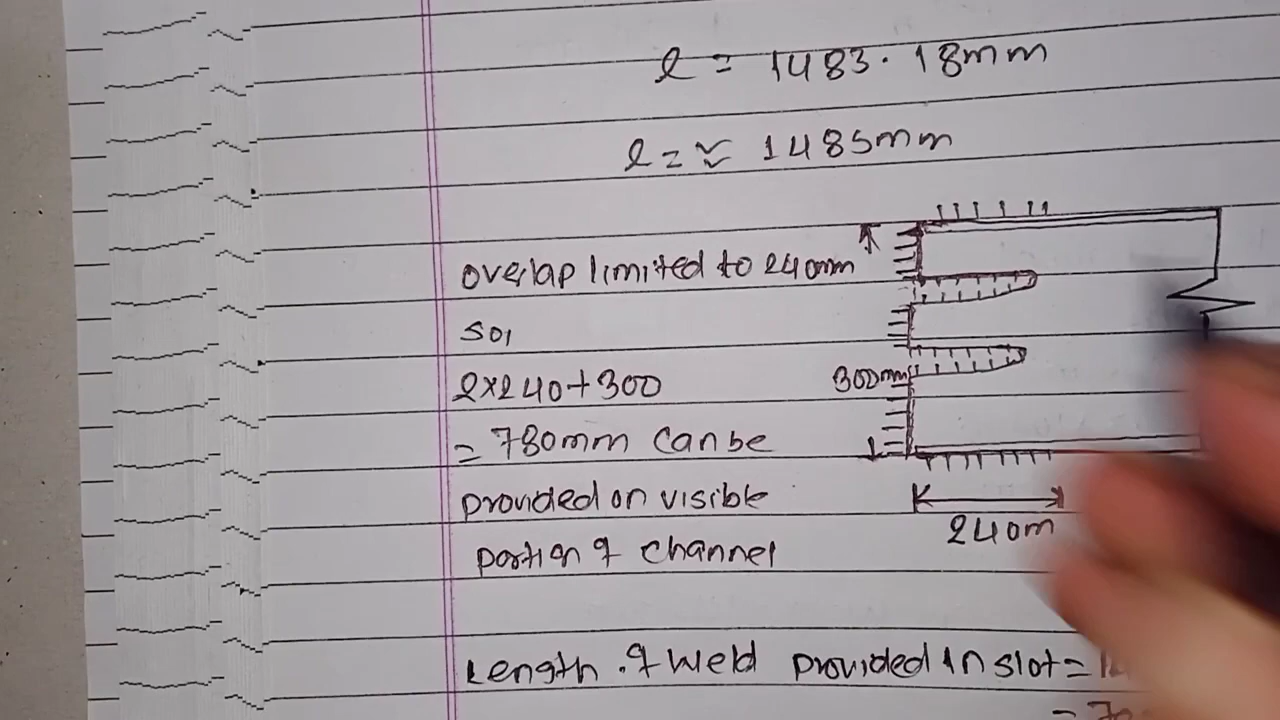 l = 1483.18mm
l = ≈ 1485mm
overlap limited to 240mm
so,
2×240+300
= 780mm can be
provided on visible
portion of channel
300mm
240m
Length of weld provided in slot =